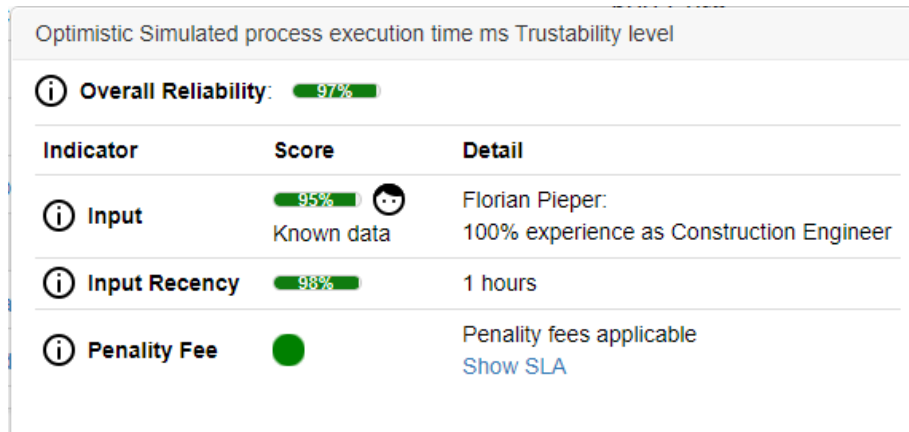 Optimistic Simulated process execution time ms Trustability level
Overall Reliability: 97%
Indicator Score Detail
Input 95% Florian Pieper:
Known data 100% experience as Construction Engineer
Input Recency 98% 1 hours
Penality Fee Penality fees applicable
Show SLA